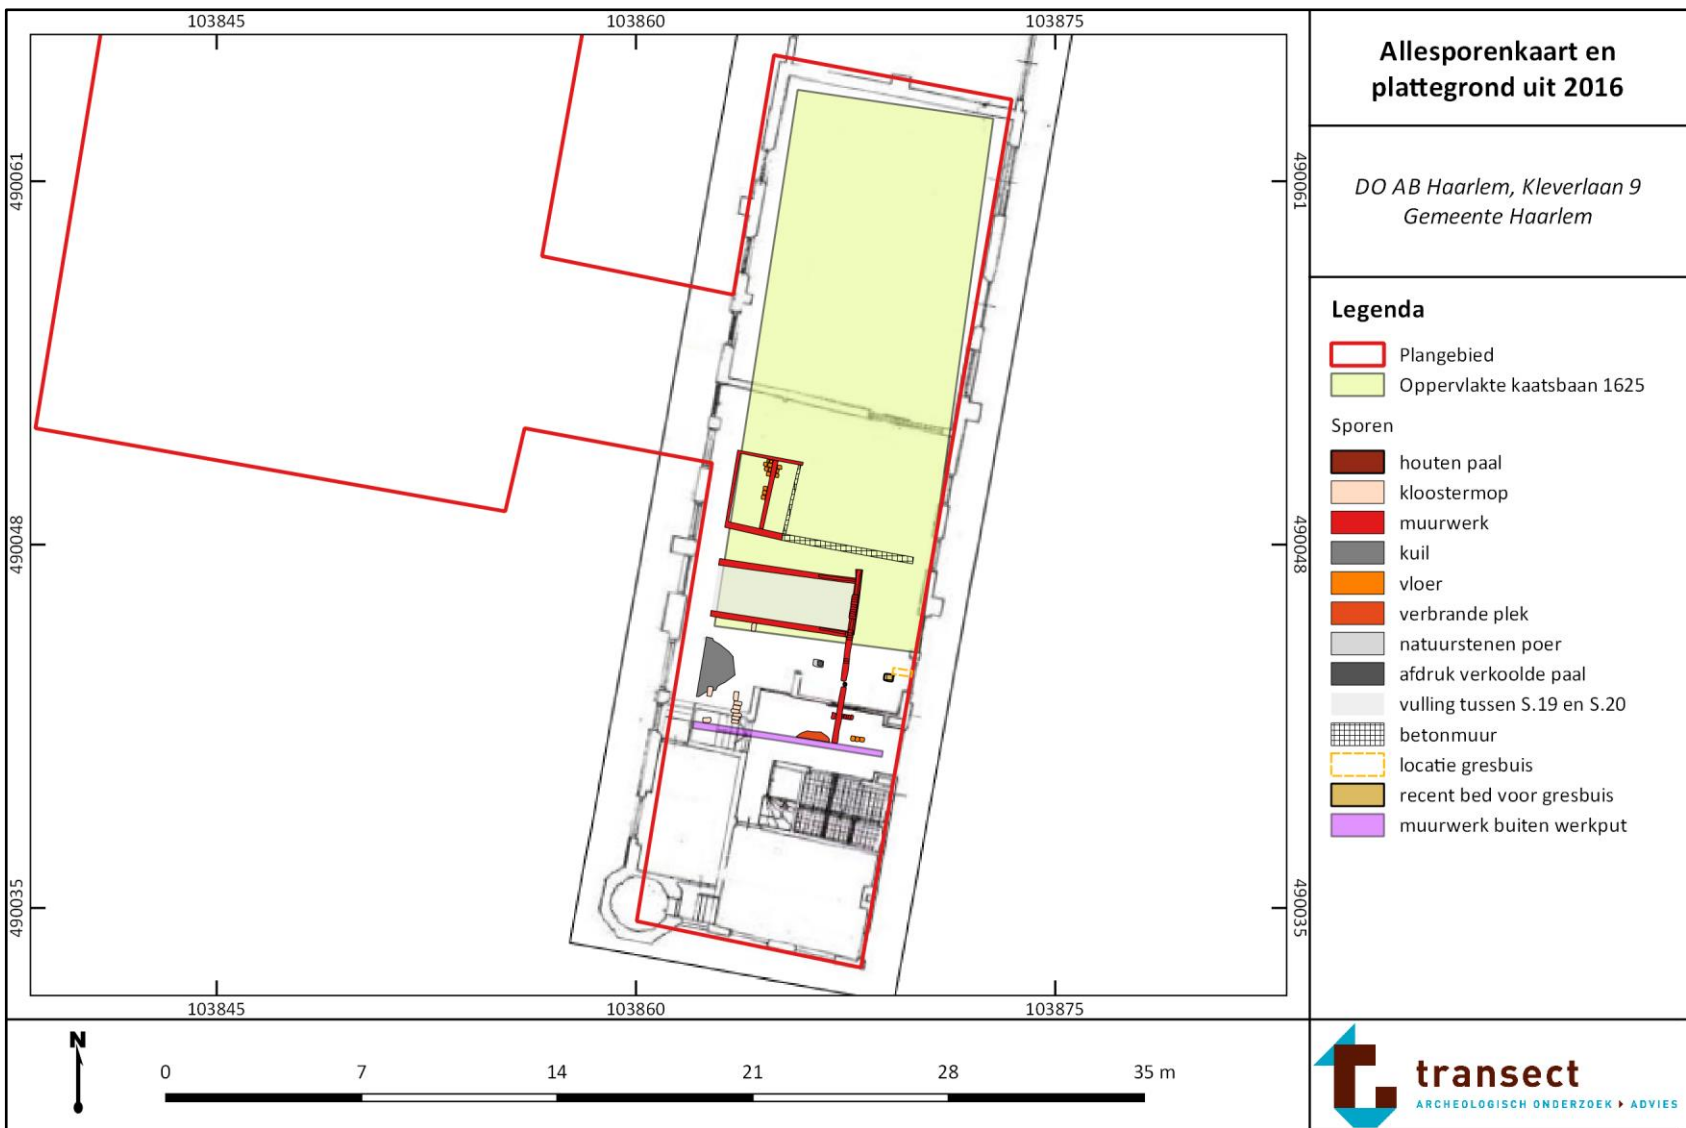 103845
103860
103875
490061
490061
490048
490048
490035
490035
103845
103860
103875
Allesporenkaart en
plattegrond uit 2016
DO AB Haarlem, Kleverlaan 9
Gemeente Haarlem
Legenda
Plangebied
Oppervlakte kaatsbaan 1625
Sporen
houten paal
kloostermop
muurwerk
kuil
vloer
verbrande plek
natuurstenen poer
afdruk verkoolde paal
vulling tussen S.19 en S.20
betonmuur
locatie gresbuis
recent bed voor gresbuis
muurwerk buiten werkput
N
0 7 14 21 28 35 m
transect
ARCHEOLOGISCH ONDERZOEK ▶ ADVIES